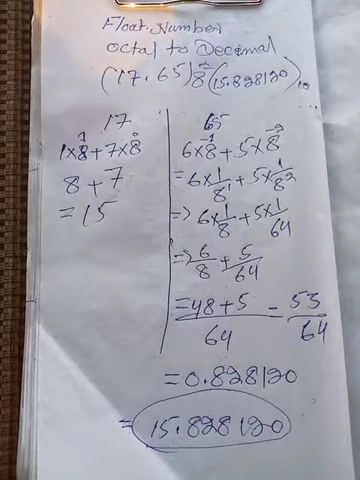 Float Number
Octal to Decimal
(17.65)8 = (15.828120)10
17
1×8¹+7×8⁰
8+7
=15
65
6×8⁻¹+5×8⁻²
=6×1/8¹+5×1/8²
=>6×1/8+5×1/64
=>6/8+5/64
=48+5/64 = 53/64
=0.828120
=15.828120